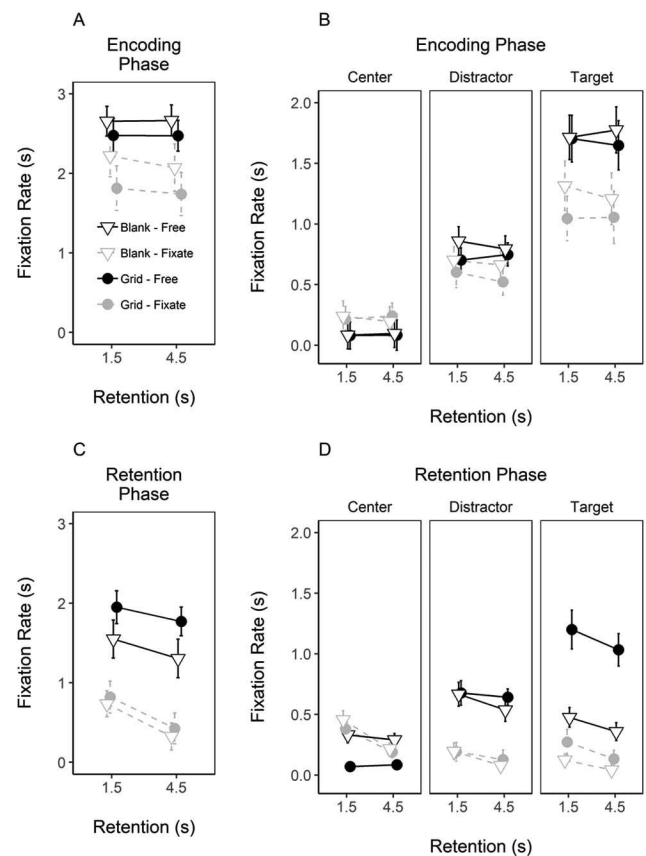 A
Encoding
Phase
Fixation Rate (s)
3
2
1
0
Blank - Free
Blank - Fixate
Grid - Free
Grid - Fixate
1.5 4.5
Retention (s)
B
Encoding Phase
Center Distractor Target
Fixation Rate (s)
2.0
1.5
1.0
0.5
0.0
1.5 4.5 1.5 4.5 1.5 4.5
Retention (s)
C
Retention
Phase
Fixation Rate (s)
3
2
1
0
1.5 4.5
Retention (s)
D
Retention Phase
Center Distractor Target
Fixation Rate (s)
2.0
1.5
1.0
0.5
0.0
1.5 4.5 1.5 4.5 1.5 4.5
Retention (s)